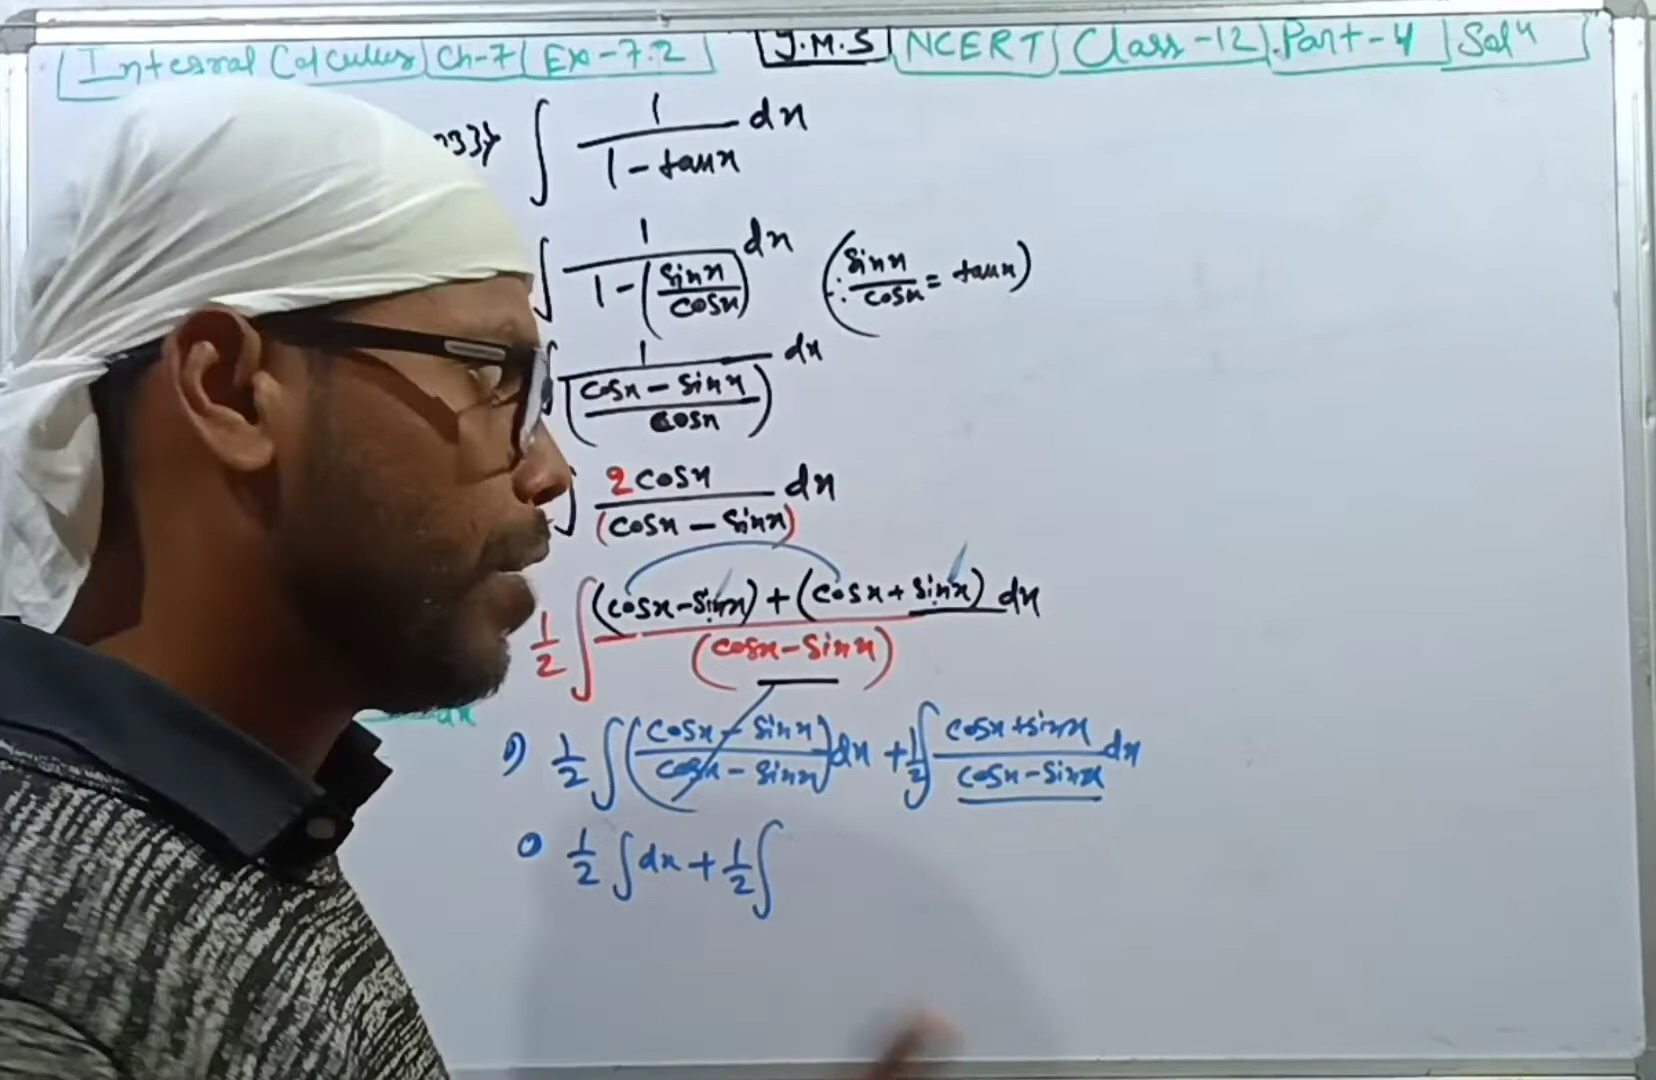 Integral Calculus Ch-7 Ex-7.2 J.M.S NCERT Class-12 Part-4 Sol⁴
33) ∫ 1/(1-tanx) dx
∫ 1/(1-(sinx/cosx)) dx (∵ sinx/cosx = tanx)
∫ 1/((cosx-sinx)/cosx) dx
∫ 2cosx/(cosx-sinx) dx
1/2 ∫ ((cosx-sinx)+(cosx+sinx))/(cosx-sinx) dx
dx
1/2 ∫ ((cosx-sinx)/(cosx-sinx)) dx + 1/2 ∫ (cosx+sinx)/(cosx-sinx) dx
1/2 ∫ dx + 1/2 ∫